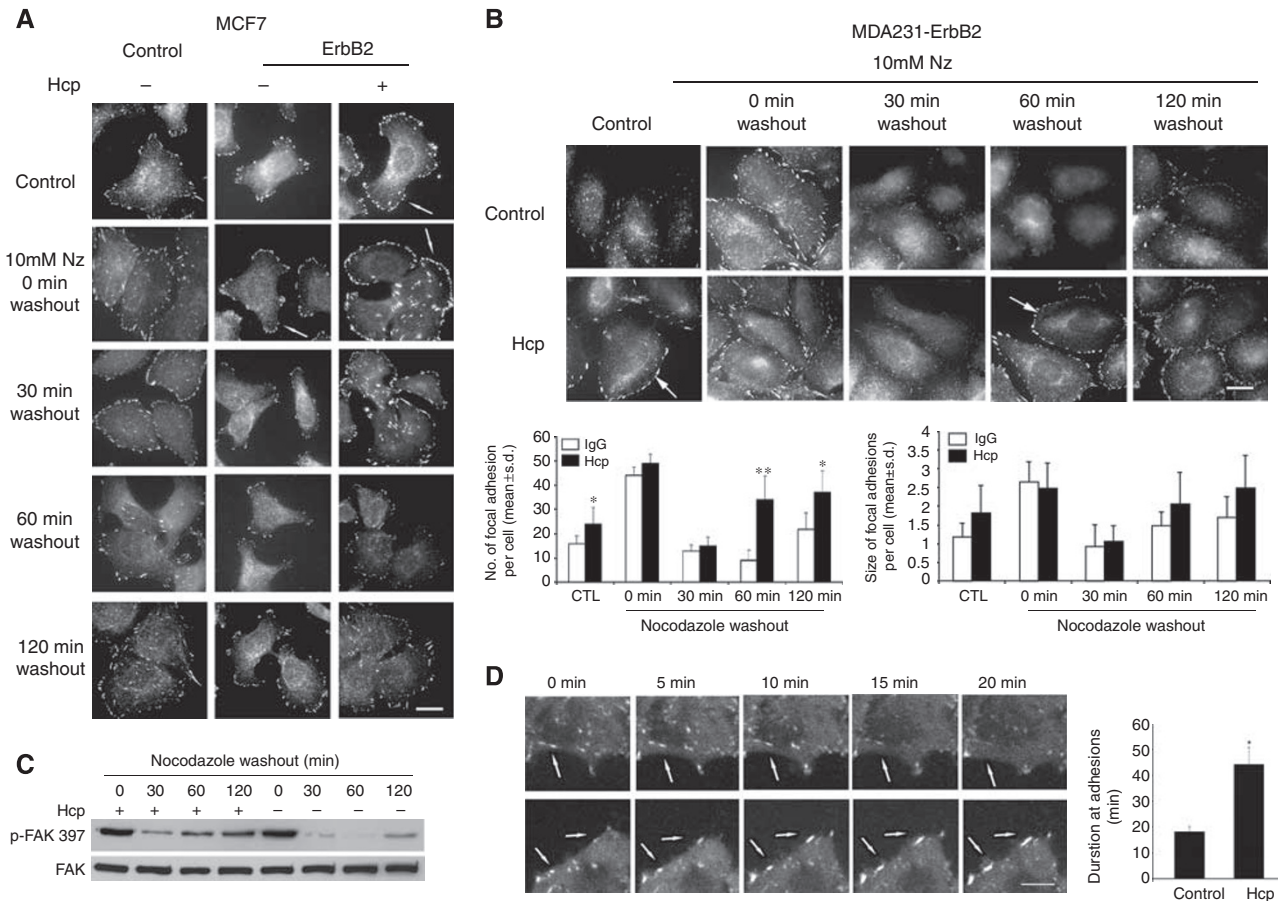 A
MCF7
Control
ErbB2
Hcp
–
–
+
Control
10mM Nz
0 min
washout
30 min
washout
60 min
washout
120 min
washout
B
MDA231-ErbB2
10mM Nz
Control
0 min
washout
30 min
washout
60 min
washout
120 min
washout
Control
Hcp
No. of focal adhesion
per cell (mean±s.d.)
60
50
40
30
20
10
0
IgG
Hcp
*
**
*
CTL
0 min
30 min
60 min
120 min
Nocodazole washout
Size of focal adhesions
per cell (mean±s.d.)
4
3.5
3
2.5
2
1.5
1
0.5
0
IgG
Hcp
CTL
0 min
30 min
60 min
120 min
Nocodazole washout
C
Nocodazole washout (min)
0 30 60 120 0 30 60 120
Hcp + + + + – – – –
p-FAK 397
FAK
D
0 min
5 min
10 min
15 min
20 min
Durstion at adhesions
(min)
60
50
40
30
20
10
0
*
Control
Hcp